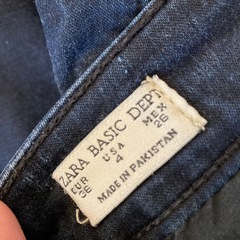 ZARA BASIC DEPT
EUR USA MEX
36 4 26
MADE IN PAKISTAN